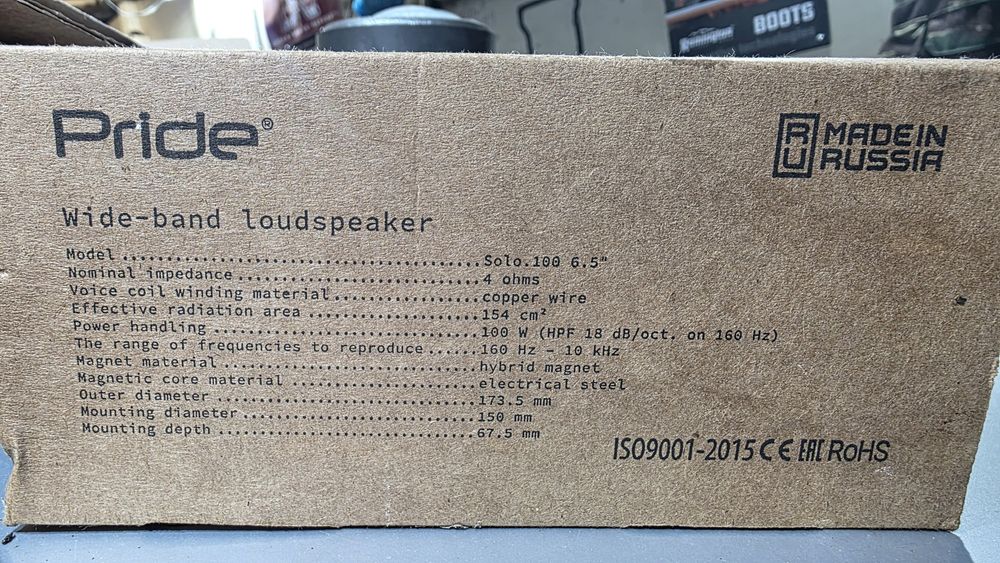 Remington BOOTS
Pride®
RU MADE IN RUSSIA
Wide-band loudspeaker
Model ........................................Solo.100 6.5"
Nominal impedance ...........................4 ohms
Voice coil winding material.................copper wire
Effective radiation area ...................154 cm²
Power handling ..............................100 W (HPF 18 dB/oct. on 160 Hz)
The range of frequencies to reproduce ......160 Hz – 10 kHz
Magnet material .............................hybrid magnet
Magnetic core material ......................electrical steel
Outer diameter ..............................173.5 mm
Mounting diameter ...........................150 mm
Mounting depth ..............................67.5 mm
ISO9001-2015 CE EAC RoHS